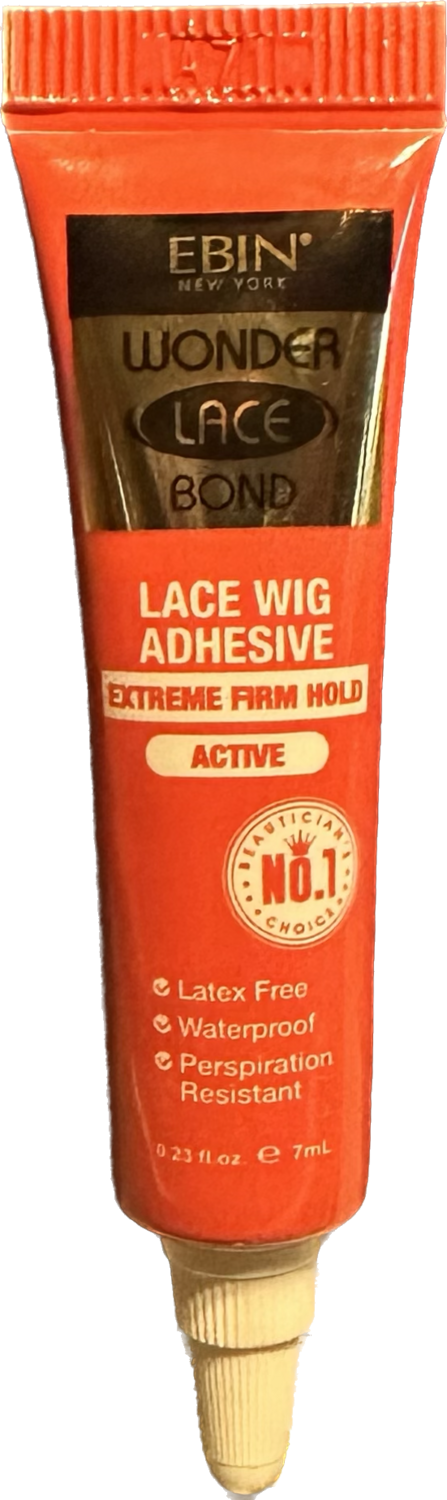 EBIN
NEW YORK
WONDER
LACE
BOND
LACE WIG
ADHESIVE
EXTREME FIRM HOLD
ACTIVE
BEAUTICIAN'S
NO.1
CHOICE
Latex Free
Waterproof
Perspiration
Resistant
0.23 fl.oz. ℮ 7mL